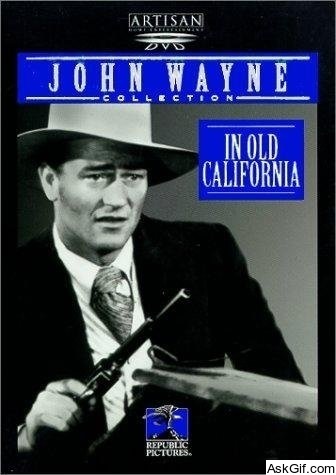 ARTISAN
HOME ENTERTAINMENT
DVD
JOHN WAYNE
COLLECTION
IN OLD
CALIFORNIA
REPUBLIC
PICTURES®
AskGif.com